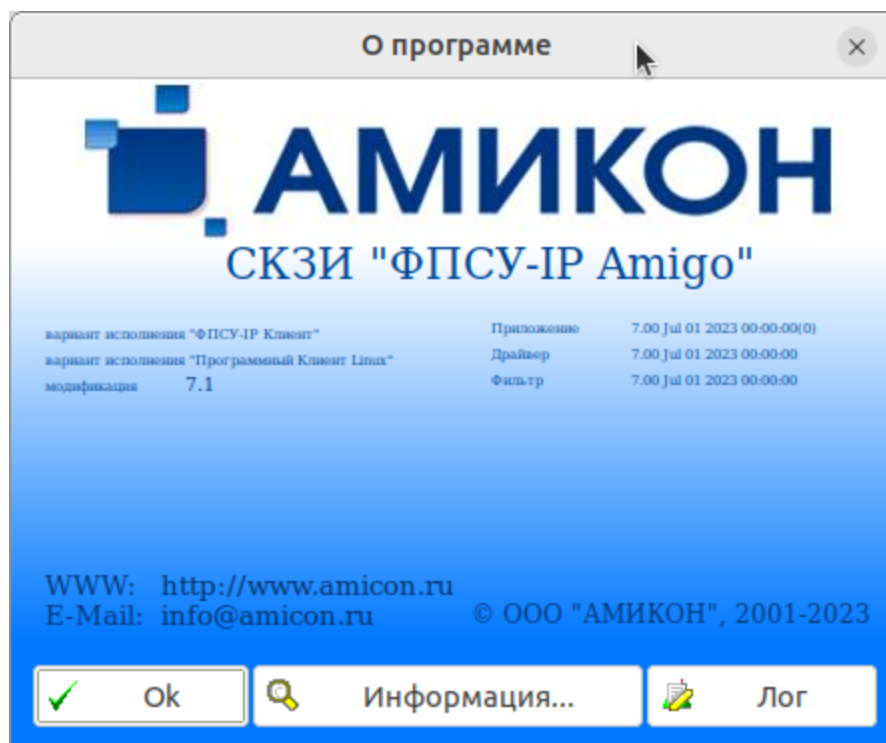 О программе
АМИКОН
СКЗИ "ФПСУ-IP Amigo"
вариант исполнения "ФПСУ-IP Клиент"
вариант исполнения "Программный Клиент Linux"
модификация 7.1
Приложение 7.00 Jul 01 2023 00:00:00(0)
Драйвер 7.00 Jul 01 2023 00:00:00
Фильтр 7.00 Jul 01 2023 00:00:00
WWW: http://www.amicon.ru
E-Mail: info@amicon.ru
© ООО "АМИКОН", 2001-2023
Ok
Информация...
Лог